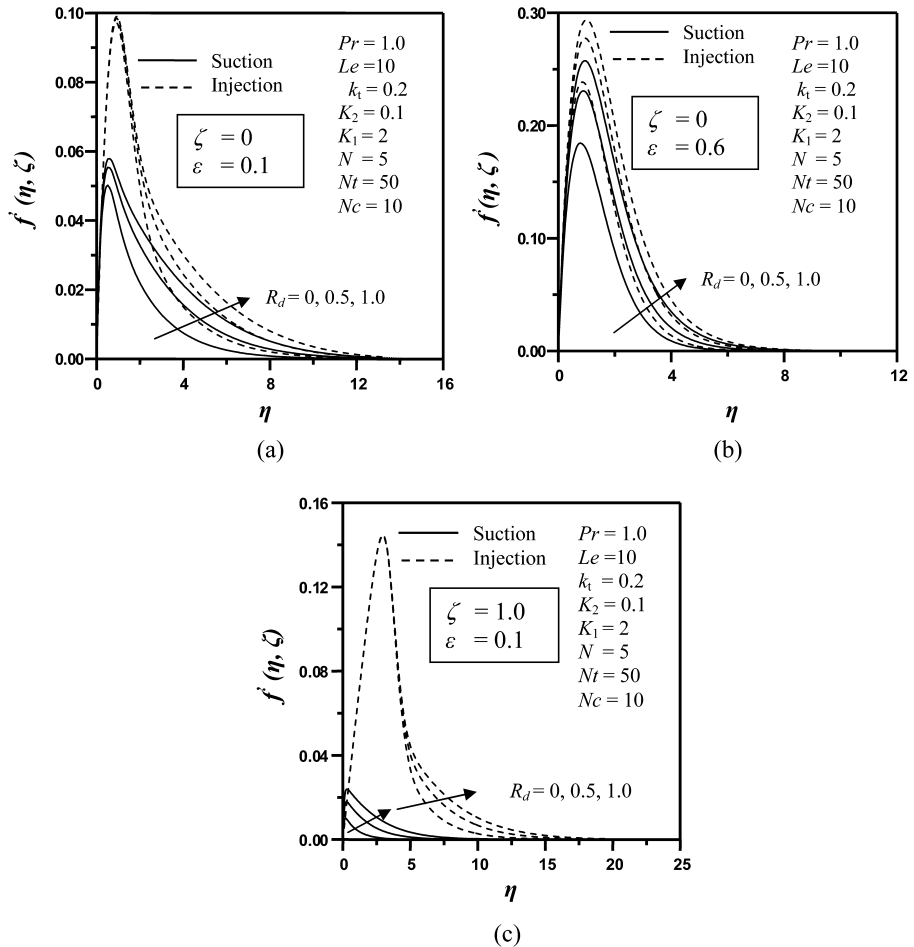 0.10
0.08
0.06
0.04
0.02
0.00
0 4 8 12 16
f' (η, ζ)
η
Suction
Injection
Pr = 1.0
Le =10
kt = 0.2
K2 = 0.1
K1 = 2
N = 5
Nt = 50
Nc = 10
ζ = 0
ε = 0.1
Rd = 0, 0.5, 1.0
(a)
0.30
0.20
0.10
0.00
0 4 8 12
f' (η, ζ)
η
Suction
Injection
Pr = 1.0
Le =10
kt = 0.2
K2 = 0.1
K1 = 2
N = 5
Nt = 50
Nc = 10
ζ = 0
ε = 0.6
Rd = 0, 0.5, 1.0
(b)
0.16
0.12
0.08
0.04
0.00
0 5 10 15 20 25
f' (η, ζ)
η
Suction
Injection
Pr = 1.0
Le =10
kt = 0.2
K2 = 0.1
K1 = 2
N = 5
Nt = 50
Nc = 10
ζ = 1.0
ε = 0.1
Rd = 0, 0.5, 1.0
(c)